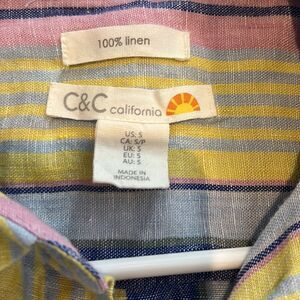 100% linen
C&C california
US: S
CA: S/P
UK: S
EU: S
AU: S
MADE IN
INDONESIA